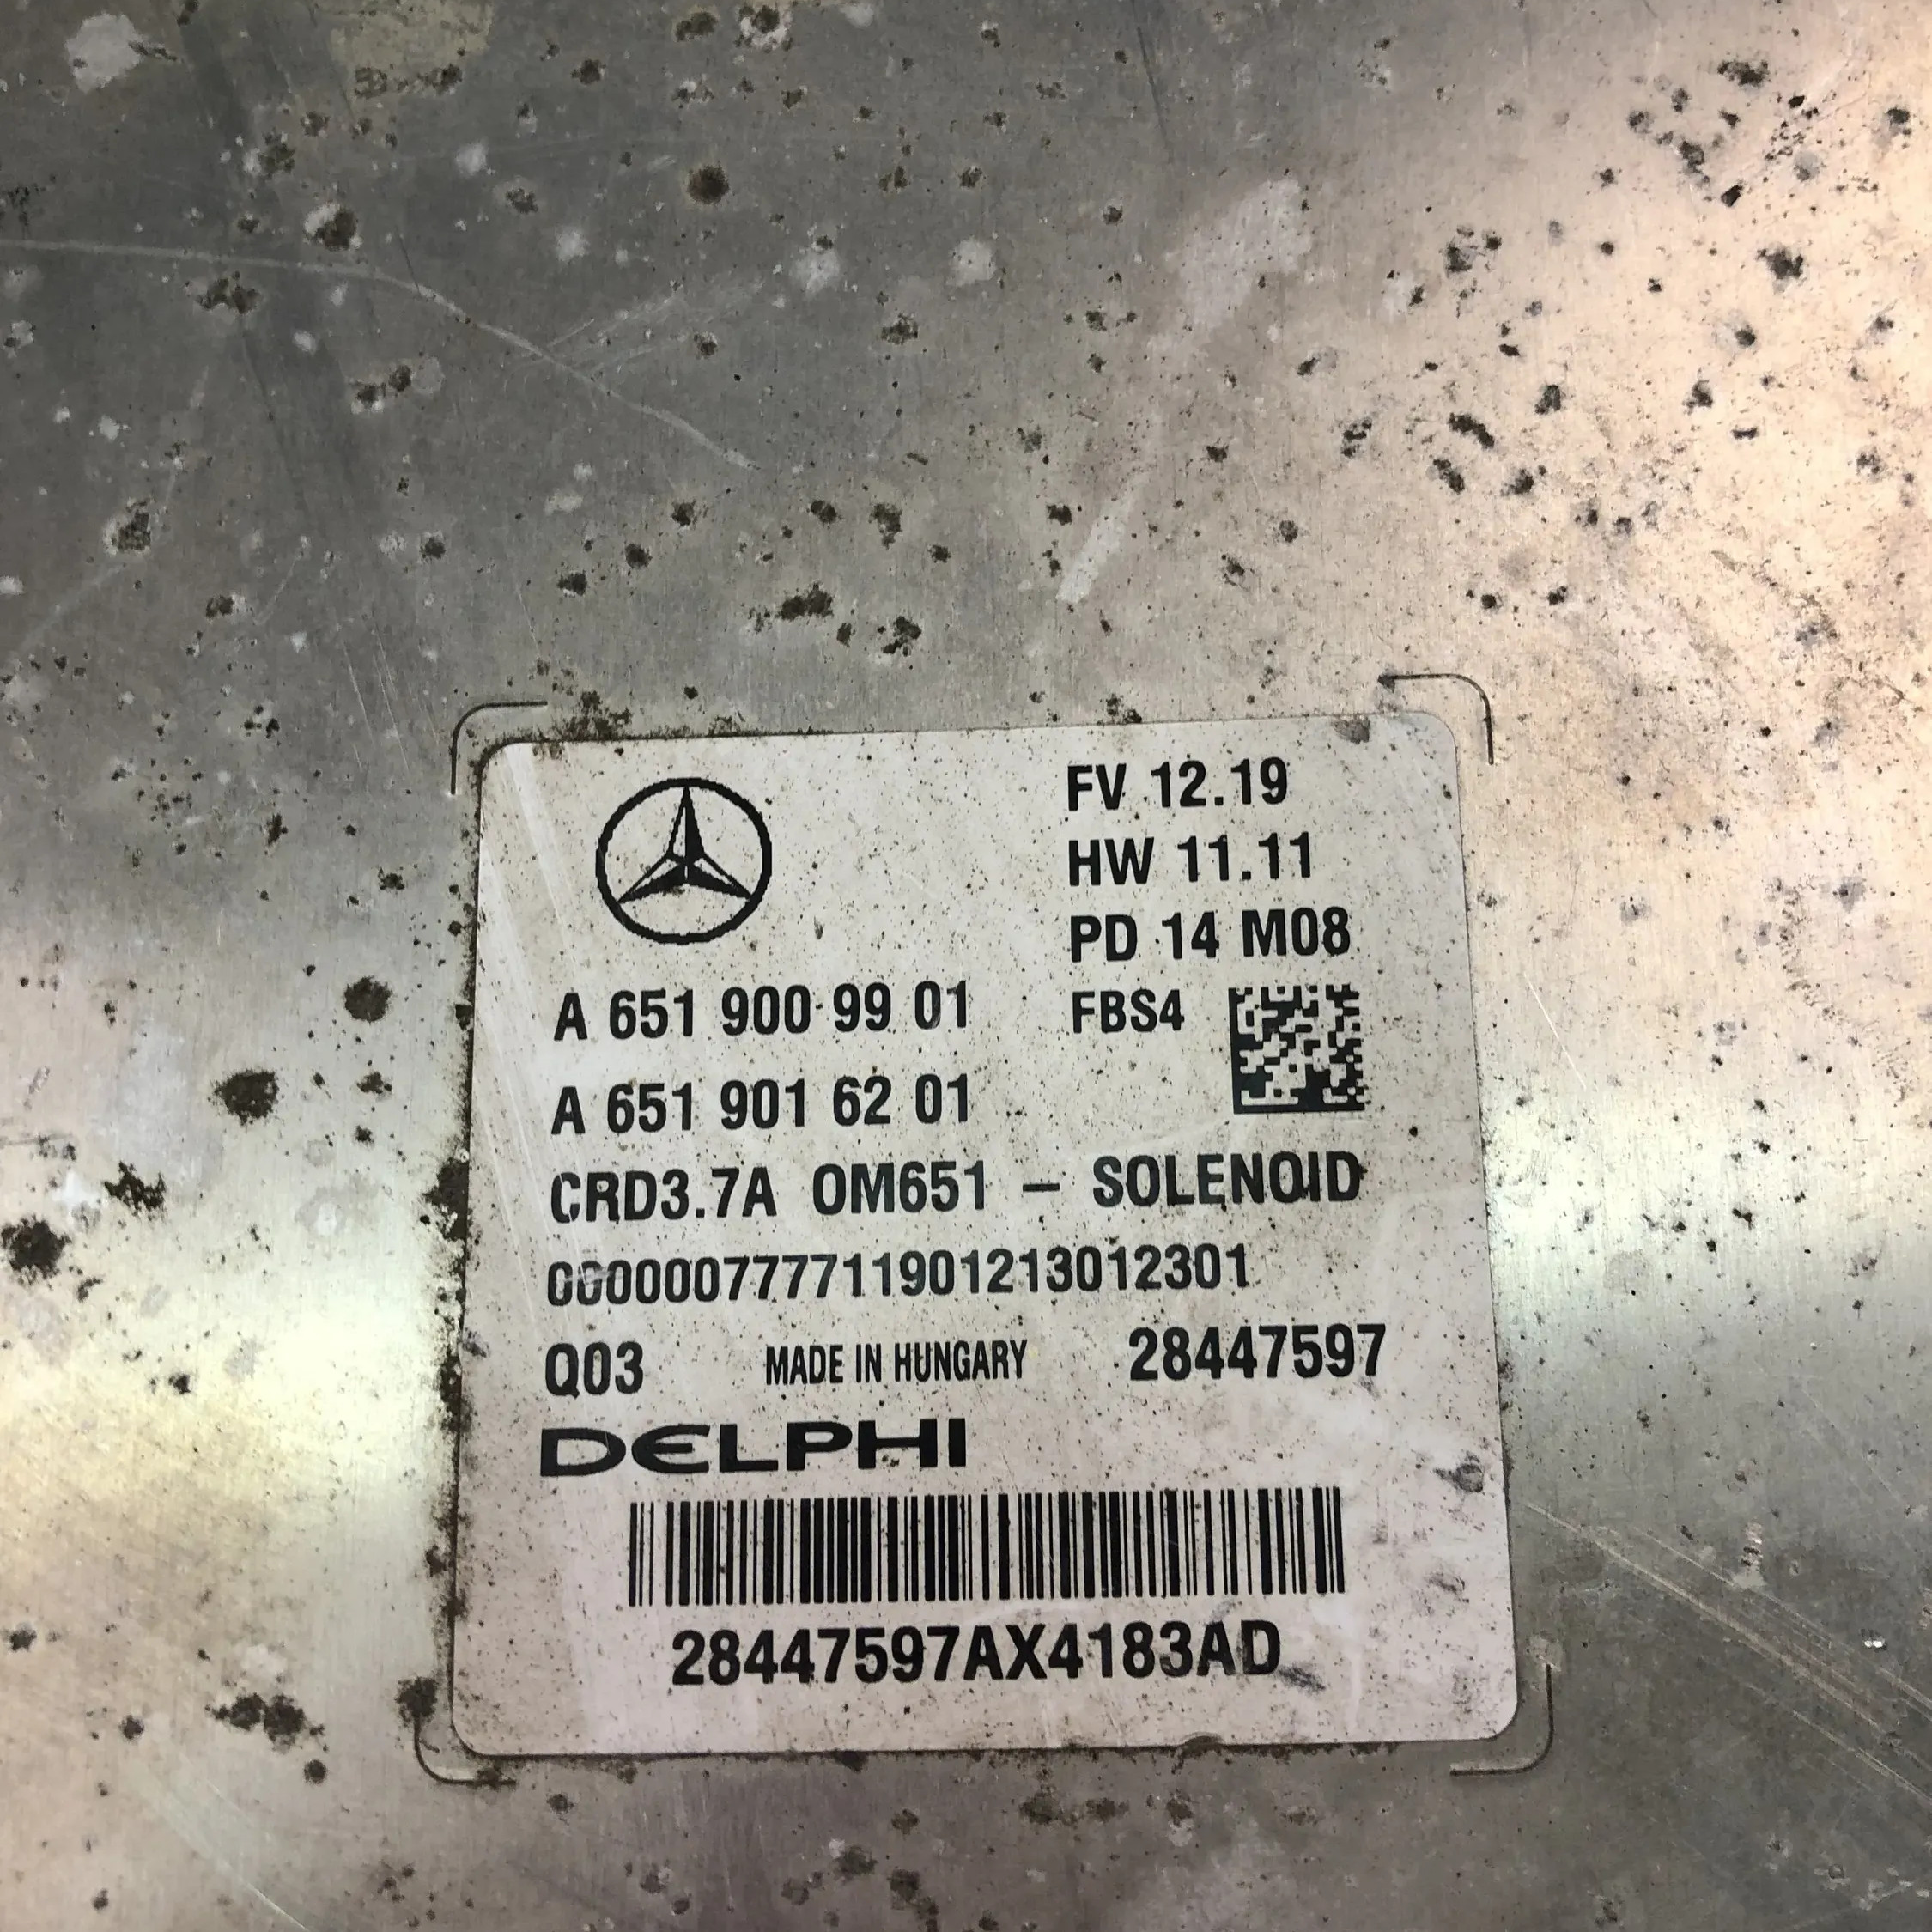 FV 12.19
HW 11.11
PD 14 M08
A 651 900 99 01 FBS4
A 651 901 62 01
CRD3.7A OM651 – SOLENOID
000000777711901213012301
Q03 MADE IN HUNGARY 28447597
DELPHI
28447597AX4183AD